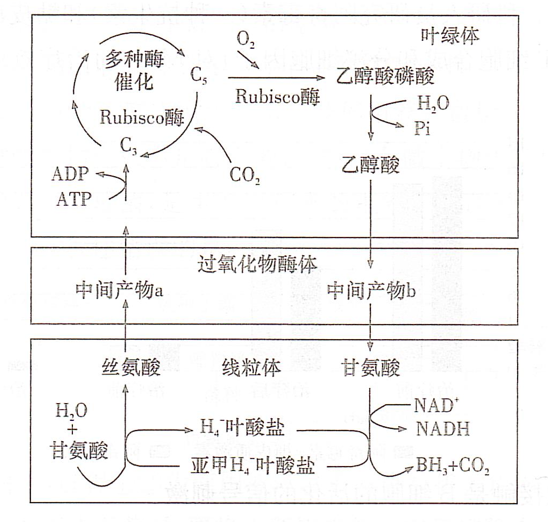 叶绿体
O₂
多种酶
催化
C₅
乙醇酸磷酸
Rubisco酶
H₂O
Pi
Rubisco酶
C₃
乙醇酸
CO₂
ADP
ATP
过氧化物酶体
中间产物a
中间产物b
丝氨酸
线粒体
甘氨酸
H₂O
+
甘氨酸
H₄⁻叶酸盐
亚甲H₄⁻叶酸盐
NAD⁺
NADH
BH₃+CO₂